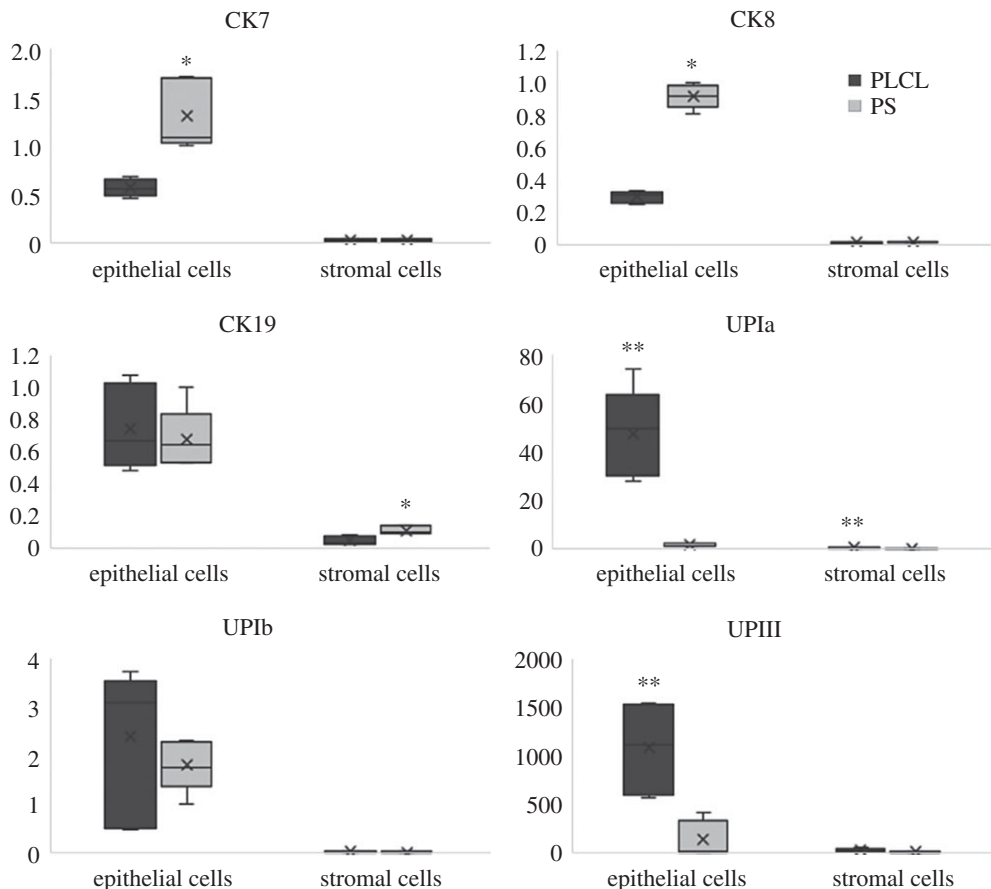 CK7
2.0
*
1.5
1.0
0.5
0
epithelial cells
stromal cells
CK8
1.2
*
PLCL
1.0
PS
0.8
0.6
0.4
0.2
0
epithelial cells
stromal cells
CK19
1.2
1.0
0.8
0.6
0.4
*
0.2
0
epithelial cells
stromal cells
UPIa
80
**
60
40
20
**
0
epithelial cells
stromal cells
UPIb
4
3
2
1
0
epithelial cells
stromal cells
UPIII
2000
**
1500
1000
500
0
epithelial cells
stromal cells